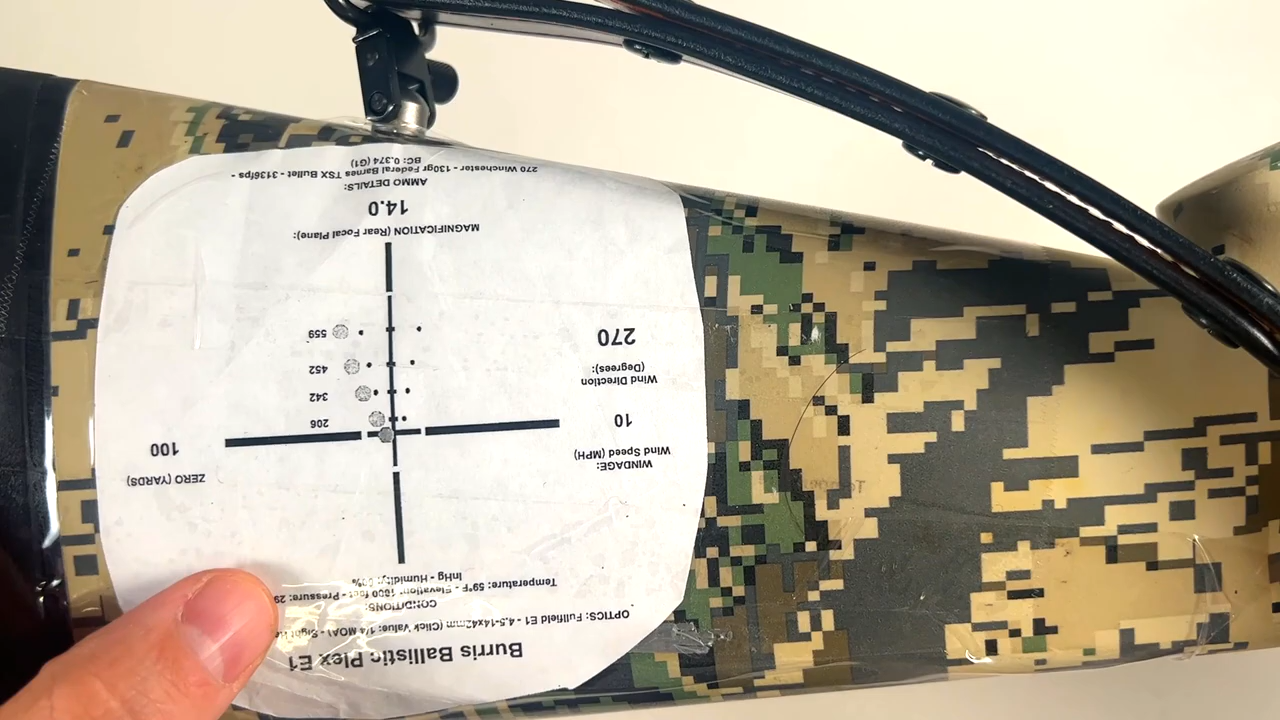 Burris Ballistic Plex E1
OPTICS: Fullfield E1 - 4.5-14x42mm (Click Value: 1/4 MOA) - Sight
CONDITIONS:
Temperature: 59°F - Elevation: feet - Pressure: 29
InHg - Humidity:
ZERO (YARDS)
100
WINDAGE:
Wind Speed (MPH)
10
Wind Direction
(Degrees):
270
206
342
452
559
MAGNIFICATION (Rear Focal Plane):
14.0
AMMO DETAILS:
270 Winchester - 130gr Federal Barnes TSX Bullet - 3136fps -
BC: 0.374 (G1)